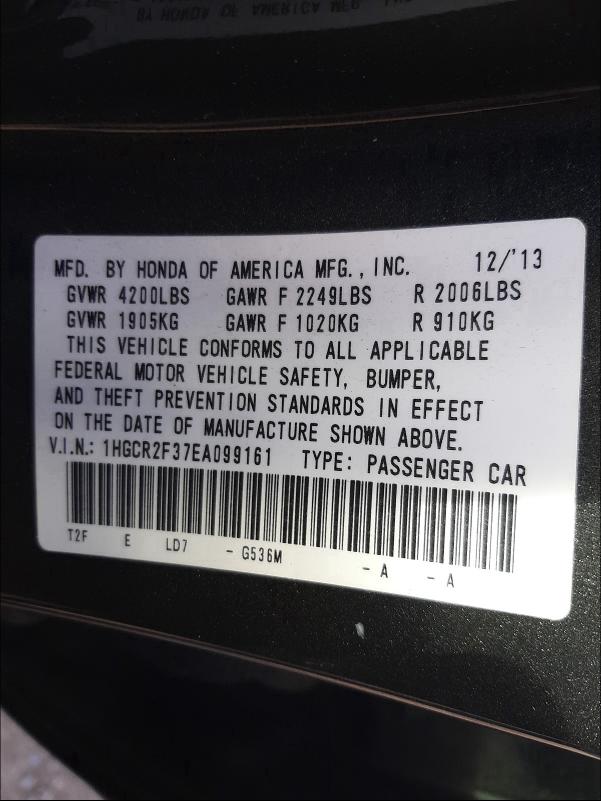 MFD. BY HONDA OF AMERICA MFG., INC. 12/'13
GVWR 4200LBS GAWR F 2249LBS R 2006LBS
GVWR 1905KG GAWR F 1020KG R 910KG
THIS VEHICLE CONFORMS TO ALL APPLICABLE
FEDERAL MOTOR VEHICLE SAFETY, BUMPER,
AND THEFT PREVENTION STANDARDS IN EFFECT
ON THE DATE OF MANUFACTURE SHOWN ABOVE.
V.I.N.: 1HGCR2F37EA099161 TYPE: PASSENGER CAR
T2F E LD7 - G536M - A - A